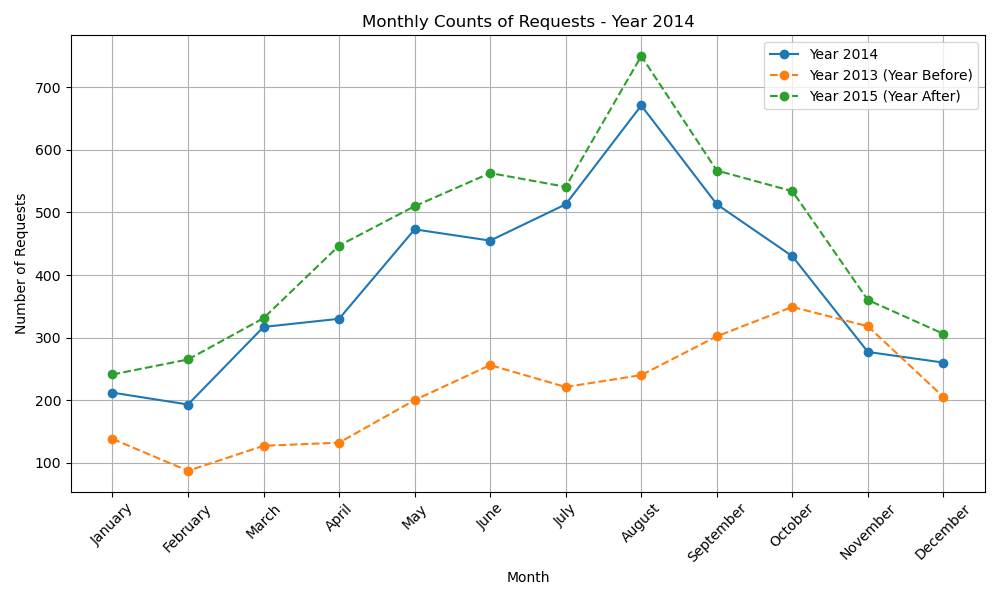 Monthly Counts of Requests - Year 2014
Year 2014
Year 2013 (Year Before)
Year 2015 (Year After)
Number of Requests
700
600
500
400
300
200
100
January
February
March
April
May
June
July
August
September
October
November
December
Month